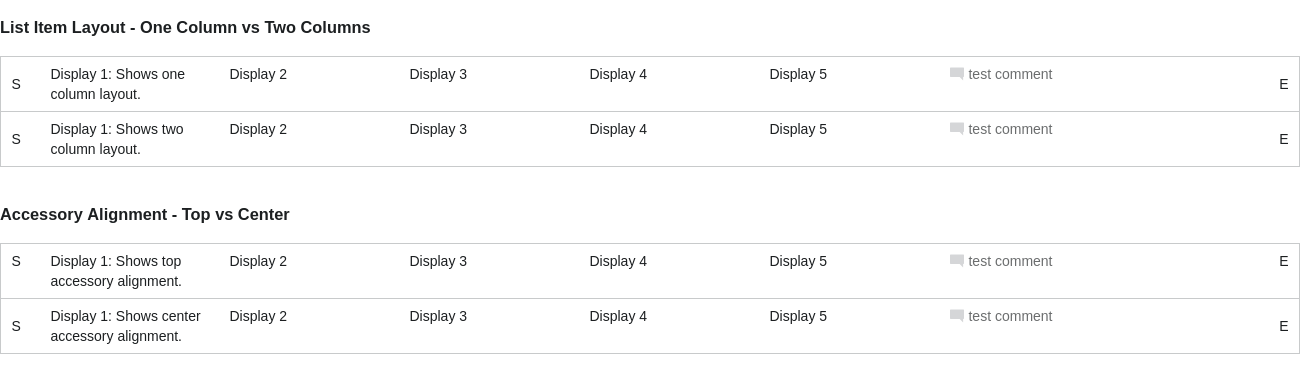 List Item Layout - One Column vs Two Columns
S Display 1: Shows one column layout. Display 2 Display 3 Display 4 Display 5 test comment E
S Display 1: Shows two column layout. Display 2 Display 3 Display 4 Display 5 test comment E
Accessory Alignment - Top vs Center
S Display 1: Shows top accessory alignment. Display 2 Display 3 Display 4 Display 5 test comment E
S Display 1: Shows center accessory alignment. Display 2 Display 3 Display 4 Display 5 test comment E